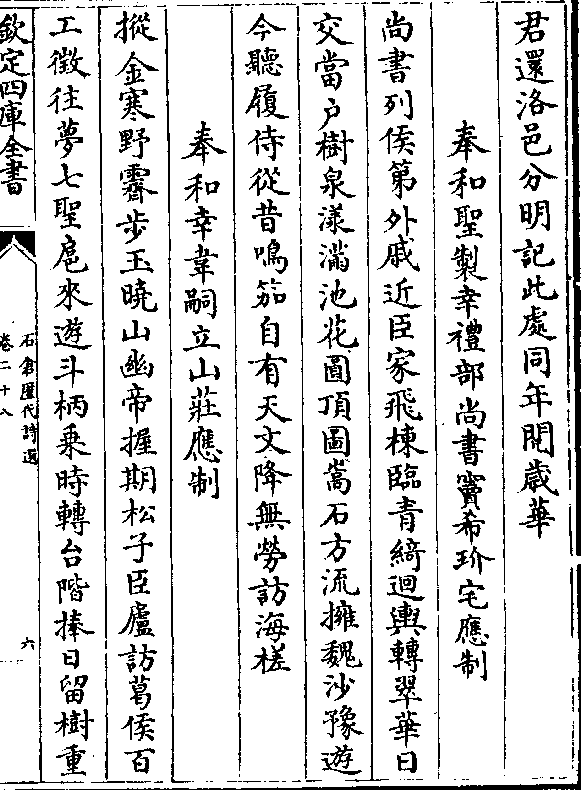 君還洛邑分明記此處同年閱歳華
奉和聖製幸禮部尚書竇希玠宅應制
尚書列侯第外戚近臣家飛棟臨青綺迴輿轉翠華日
交當户樹泉漾滿池花圓頂圖嵩石方流擁魏沙豫遊
今聽履侍從昔鳴笳自有天文降無勞訪海槎
奉和幸韋嗣立山莊應制
摐金寒野霽步玉曉山幽帝握期松子臣廬訪葛侯百
工徴往夢七聖扈來遊斗柄乗時轉台階捧日留樹重
欽定四庫全書
石倉歷代詩選
卷二十八
六